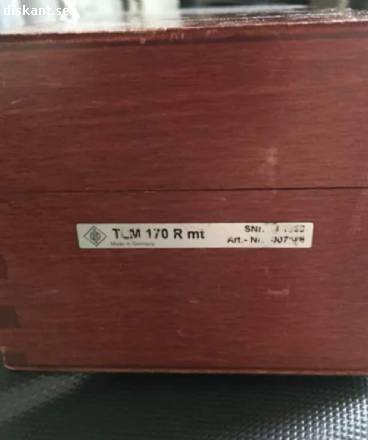 diskant.se
TLM 170 R mt
Made in Germany
SNr.
Art.- Nr.